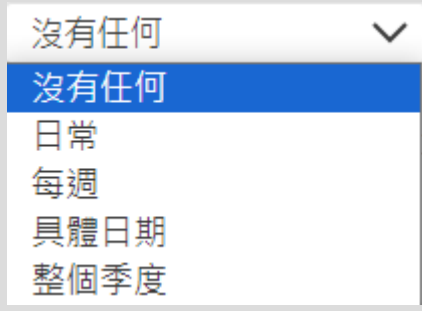 沒有任何
沒有任何
日常
每週
具體日期
整個季度